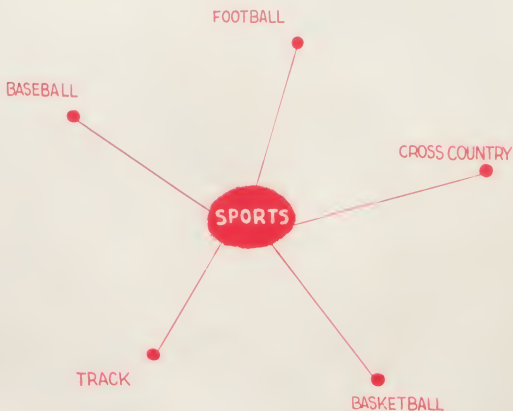 FOOTBALL
BASEBALL
CROSS COUNTRY
SPORTS
TRACK
BASKETBALL